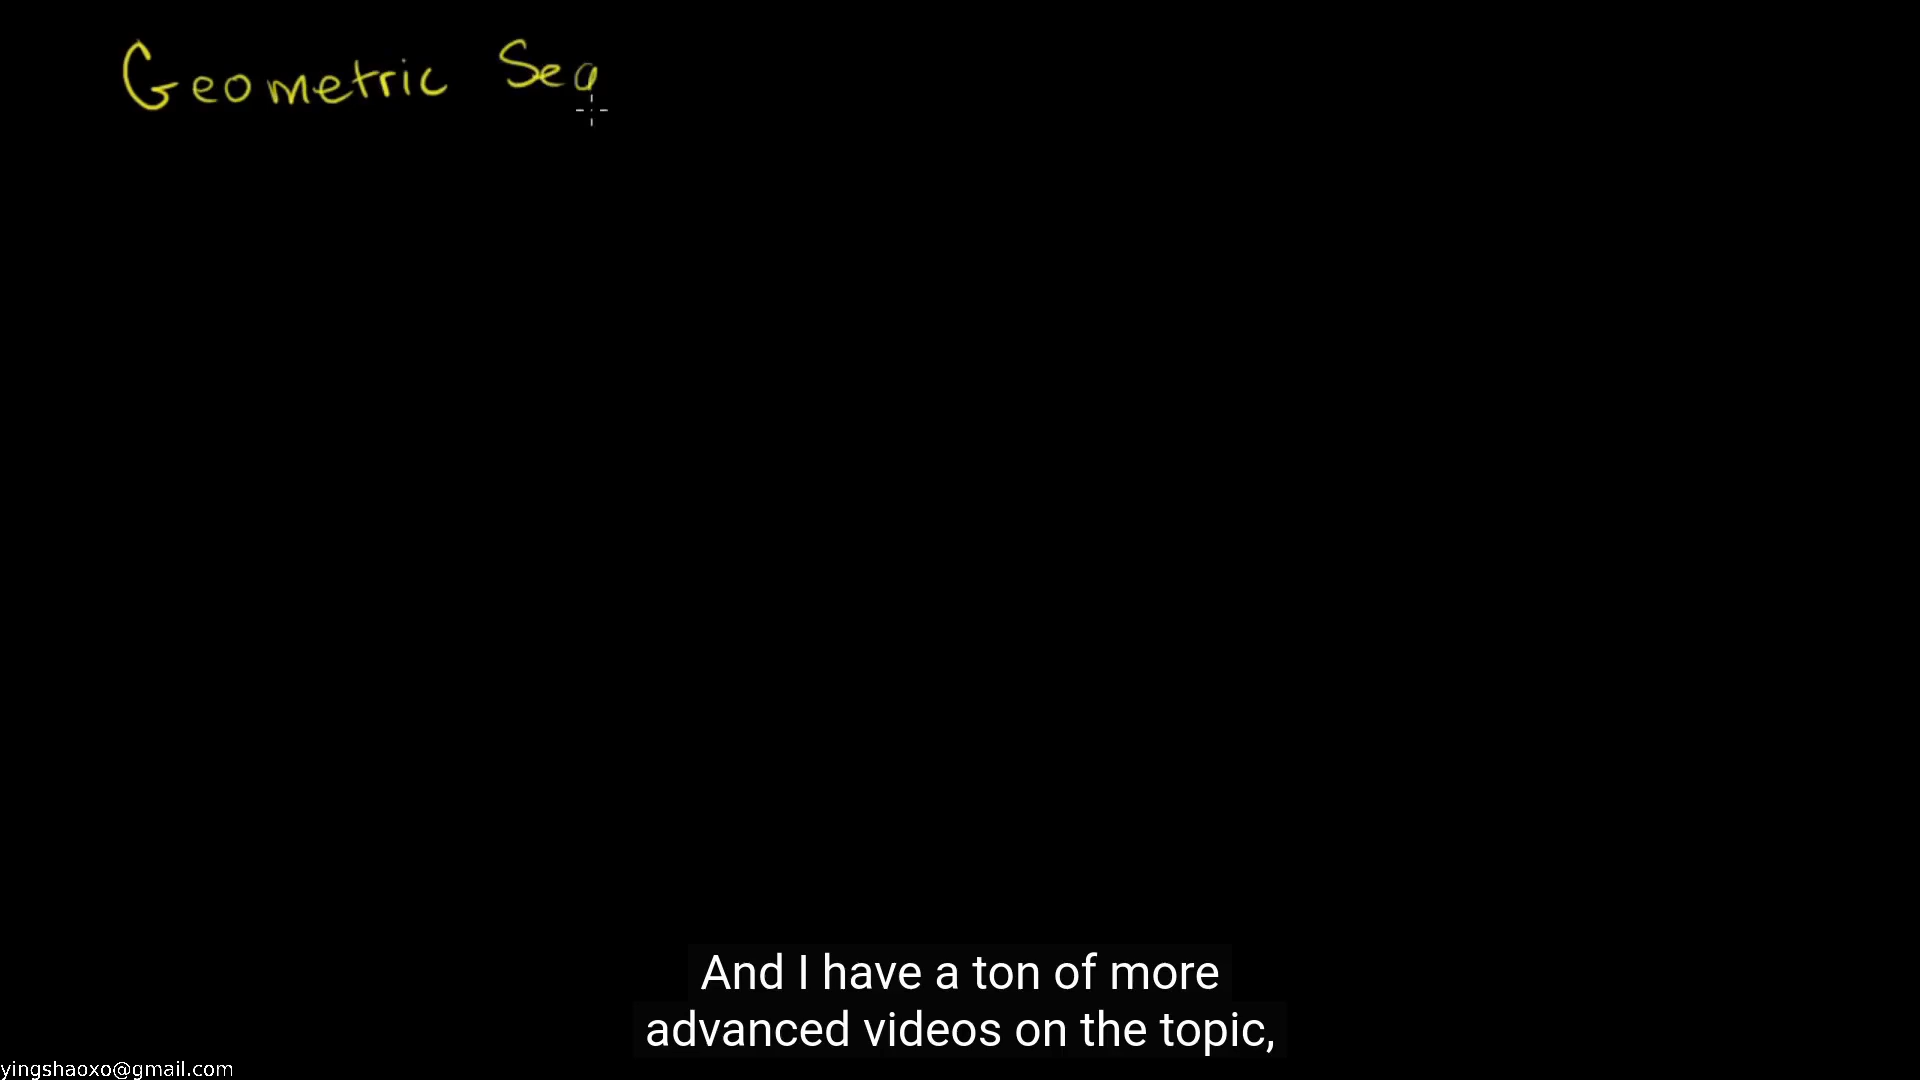 Geometric Seq
And I have a ton of more
advanced videos on the topic,
yingshaoxo@gmail.com